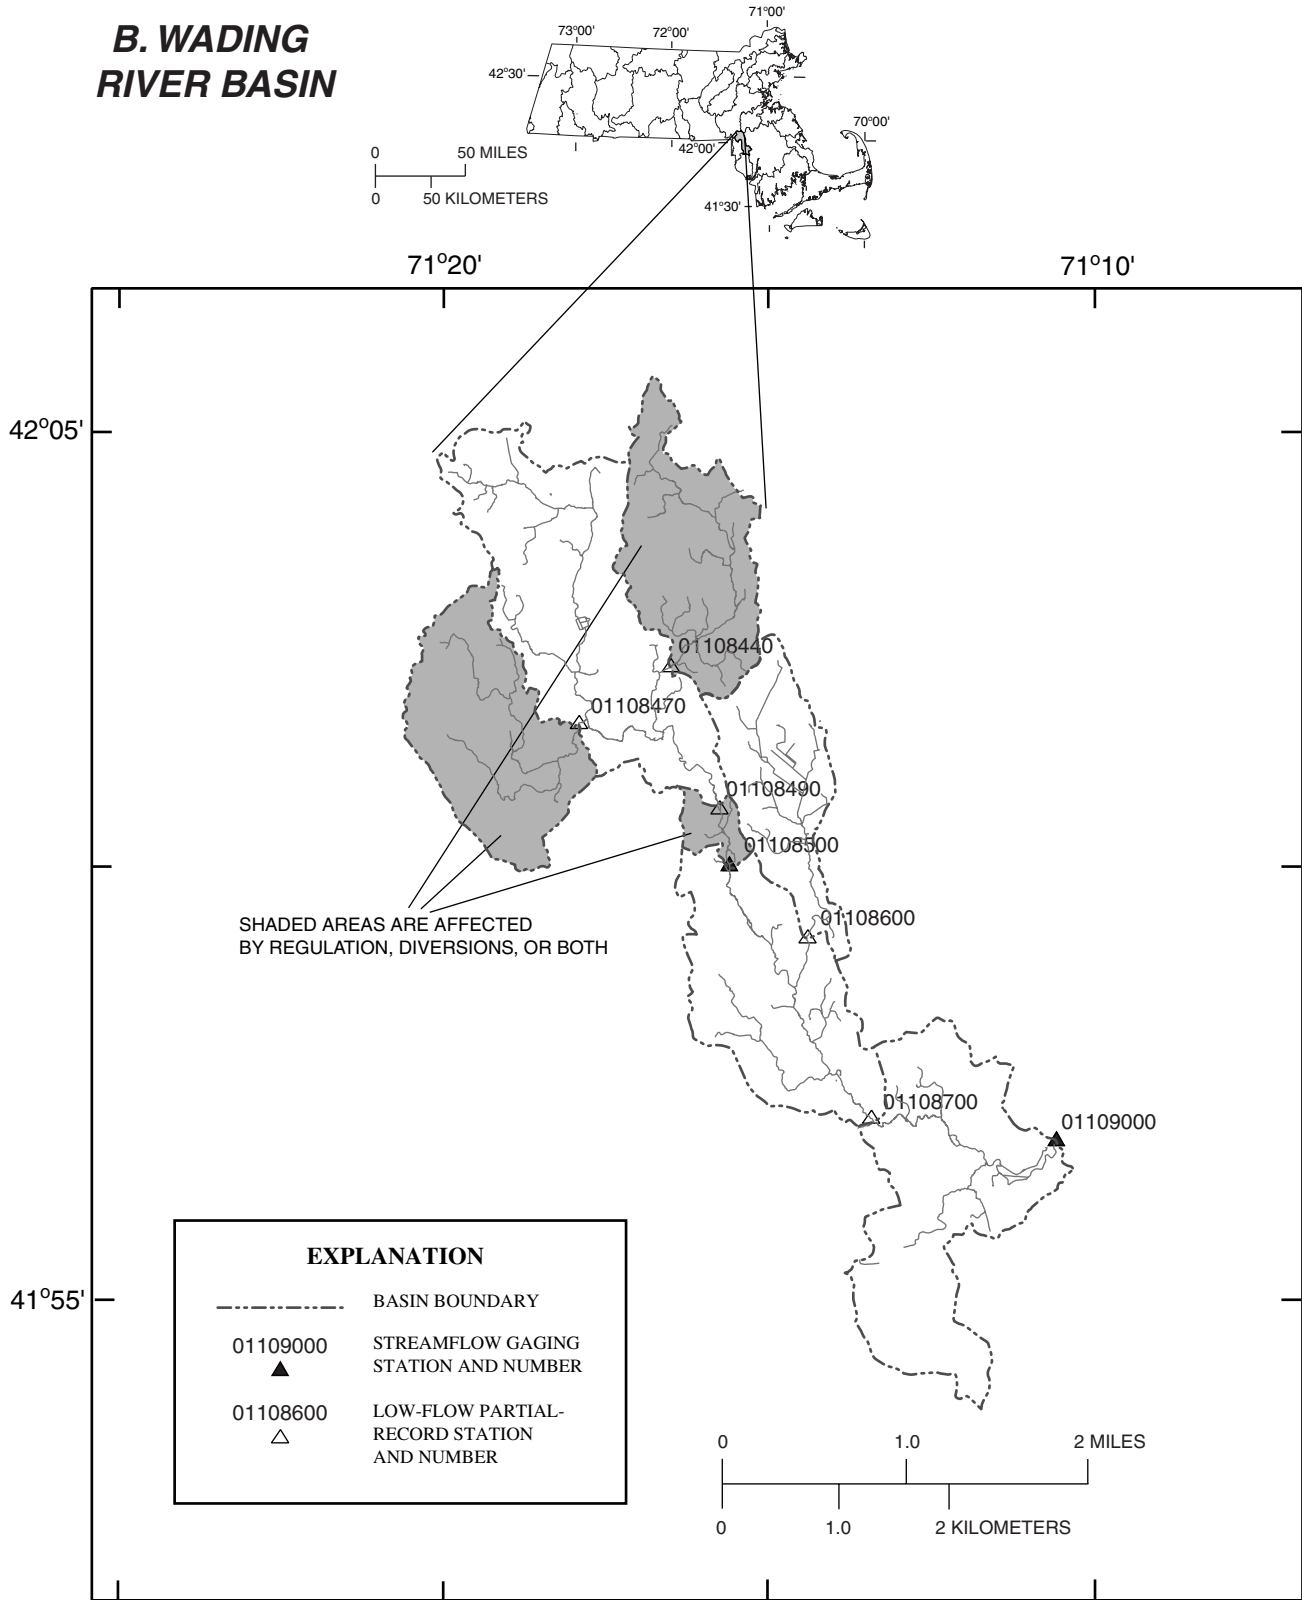 B. WADING
RIVER BASIN
73°00'
72°00'
71°00'
42°30'
70°00'
42°00'
41°30'
0 50 MILES
0 50 KILOMETERS
71°20'
71°10'
42°05'
01108440
01108470
01108490
01108500
01108600
SHADED AREAS ARE AFFECTED
BY REGULATION, DIVERSIONS, OR BOTH
01108700
01109000
41°55'
EXPLANATION
BASIN BOUNDARY
01109000 STREAMFLOW GAGING
STATION AND NUMBER
01108600 LOW-FLOW PARTIAL-
RECORD STATION
AND NUMBER
0 1.0 2 MILES
0 1.0 2 KILOMETERS